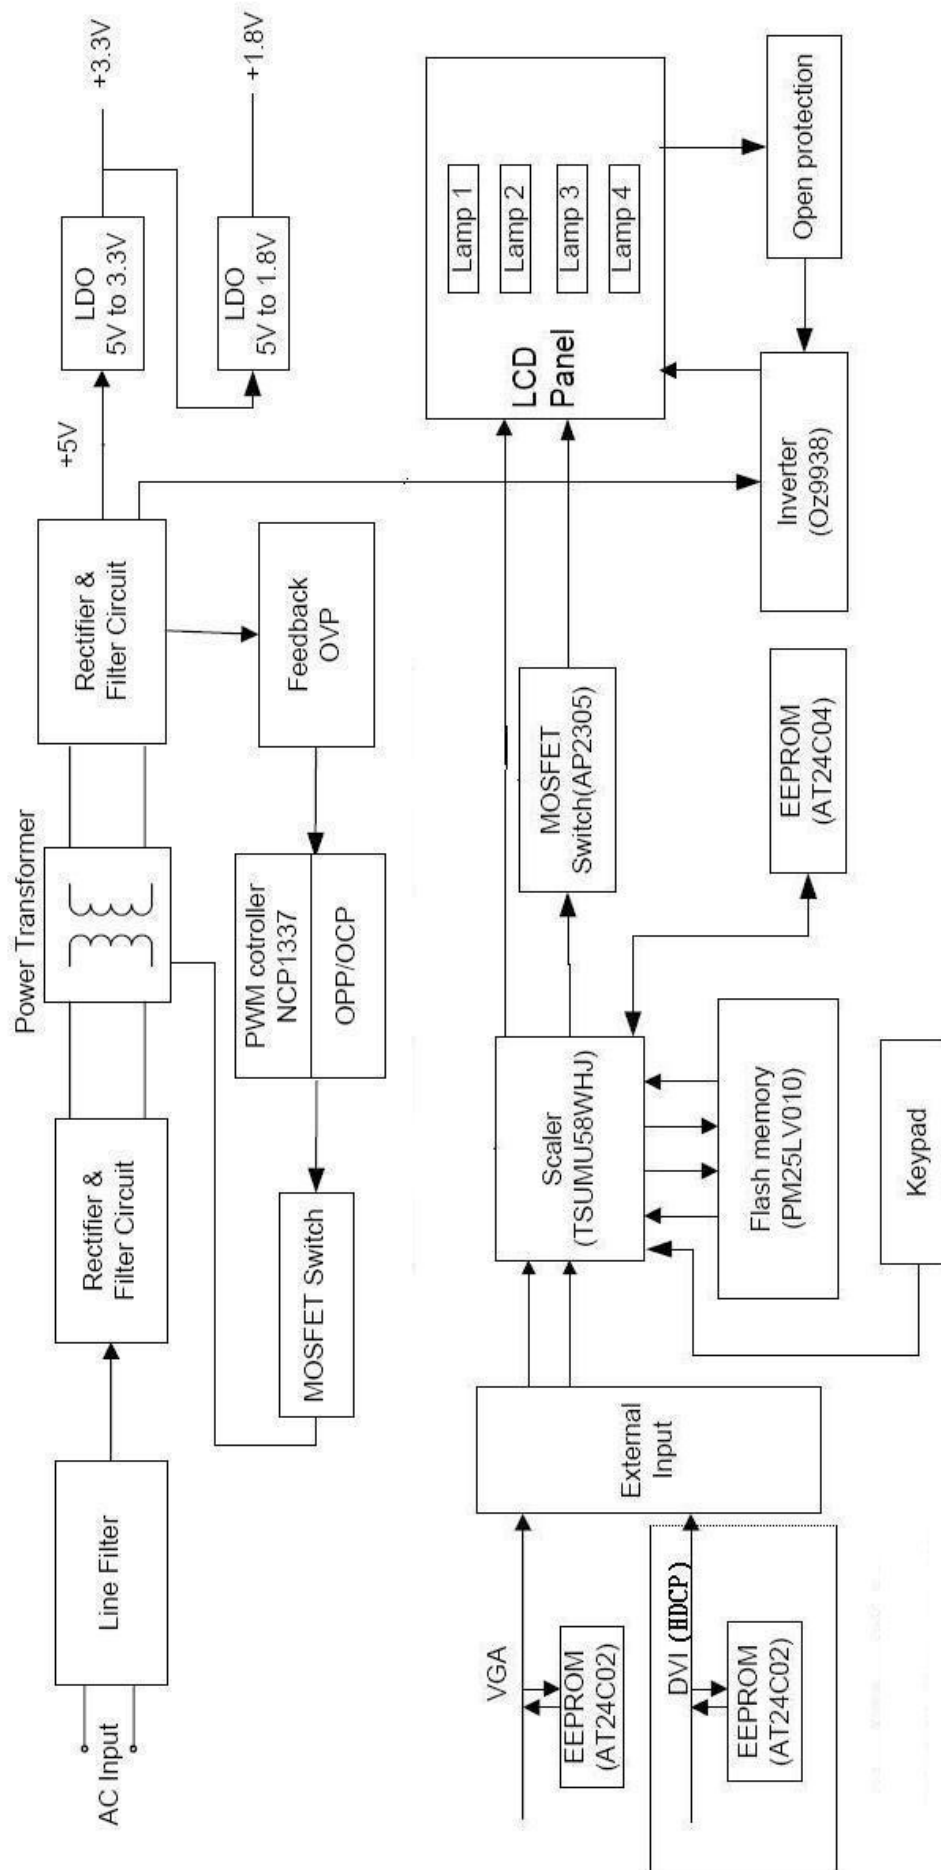 AC Input
Line Filter
Rectifier &
Filter Circuit
Power Transformer
Rectifier &
Filter Circuit
+5V
LDO
5V to 3.3V
+3.3V
LDO
5V to 1.8V
+1.8V
MOSFET Switch
PWM cotroller
NCP1337
OPP/OCP
Feedback
OVP
VGA
EEPROM
(AT24C02)
DVI (HDCP)
EEPROM
(AT24C02)
External
Input
Scaler
(TSUMU58WHJ)
MOSFET
Switch(AP2305)
LCD
Panel
Lamp 1
Lamp 2
Lamp 3
Lamp 4
Flash memory
(PM25LV010)
Keypad
EEPROM
(AT24C04)
Inverter
(Oz9938)
Open protection